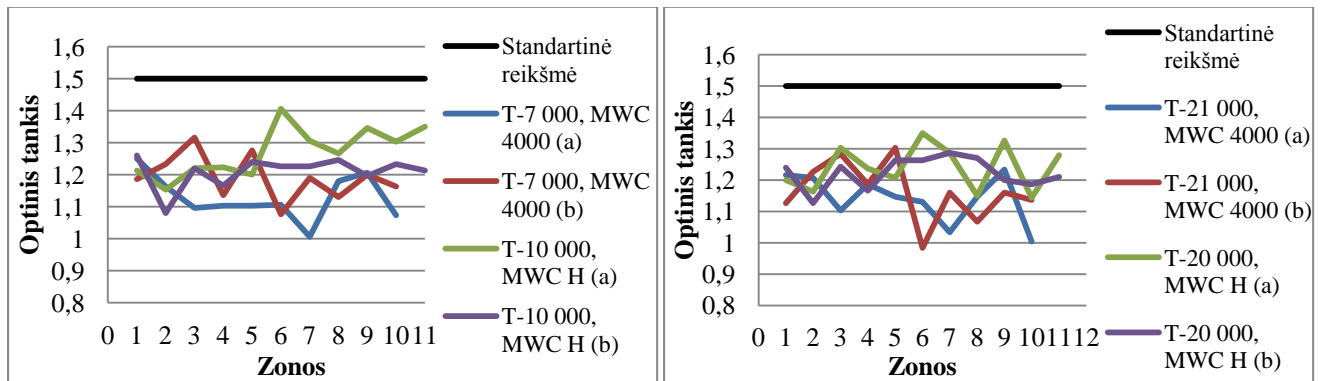 1,6
1,5
1,4
1,3
1,2
1,1
1
0,9
0,8
Optinis tankis
0 1 2 3 4 5 6 7 8 9 10 11
Zonos
Standartinė
reikšmė
T-7 000, MWC
4000 (a)
T-7 000, MWC
4000 (b)
T-10 000,
MWC H (a)
T-10 000,
MWC H (b)
1,6
1,5
1,4
1,3
1,2
1,1
1
0,9
0,8
Optinis tankis
0 1 2 3 4 5 6 7 8 9 10 11 12
Zonos
Standartinė
reikšmė
T-21 000,
MWC 4000 (a)
T-21 000,
MWC 4000 (b)
T-20 000,
MWC H (a)
T-20 000,
MWC H (b)